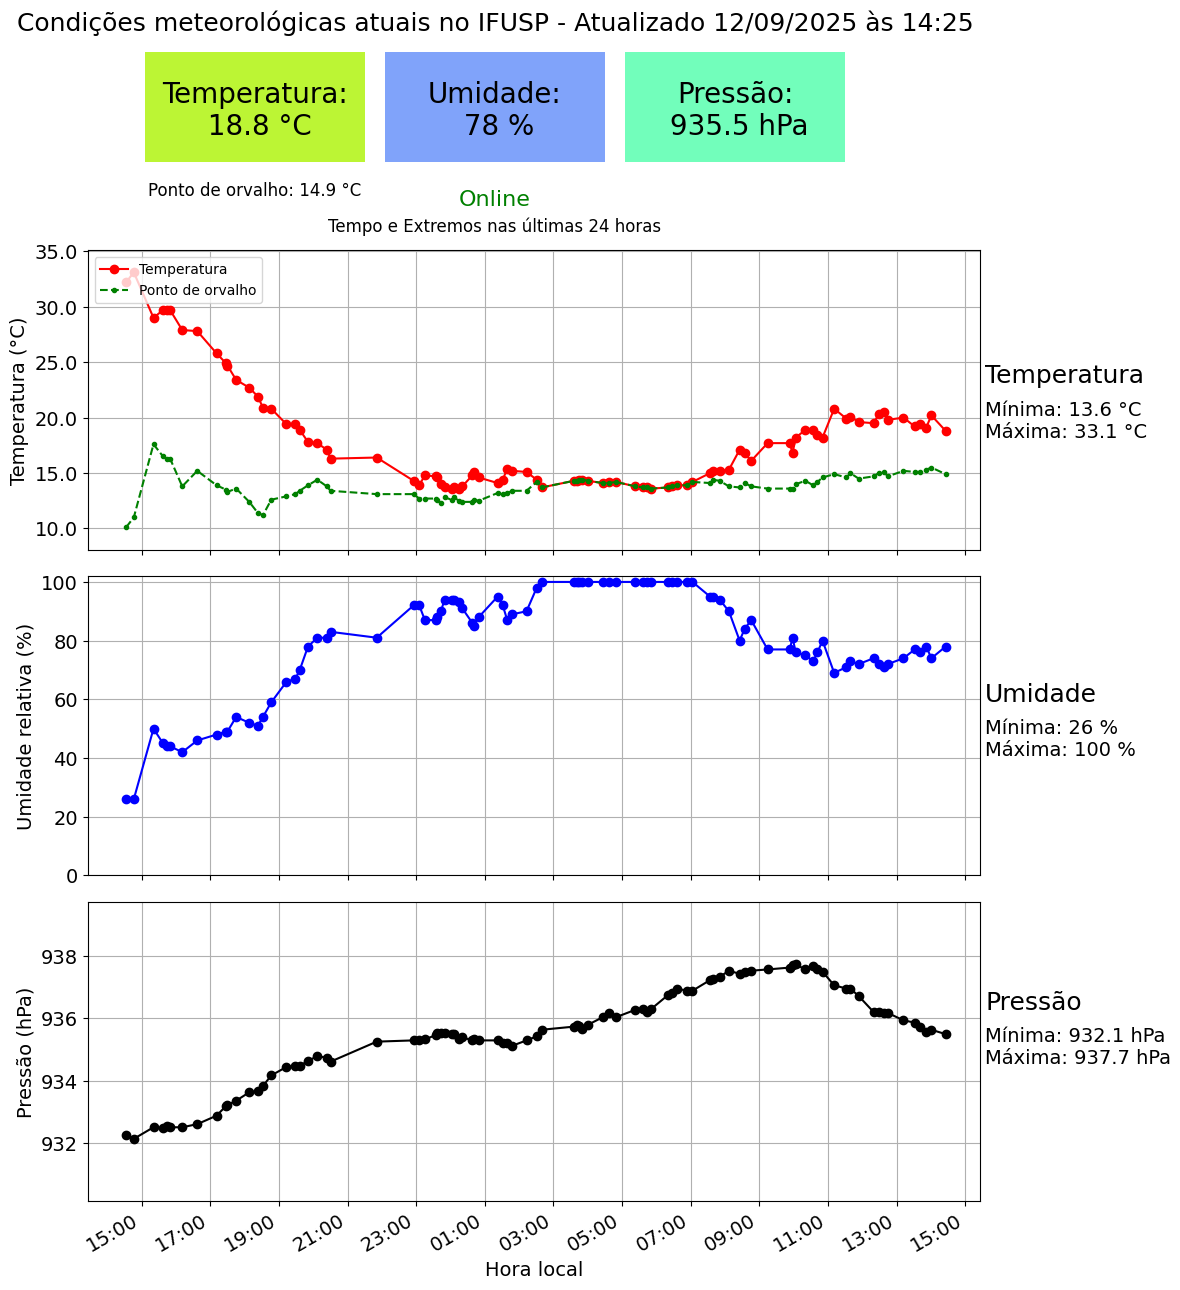 Condições meteorológicas atuais no IFUSP - Atualizado 12/09/2025 às 14:25
Temperatura:
18.8 °C
Umidade:
78 %
Pressão:
935.5 hPa
Ponto de orvalho: 14.9 °C
Online
Tempo e Extremos nas últimas 24 horas
Temperatura (°C)
35.0
30.0
25.0
20.0
15.0
10.0
Temperatura
Ponto de orvalho
Temperatura
Mínima: 13.6 °C
Máxima: 33.1 °C
Umidade relativa (%)
100
80
60
40
20
0
Umidade
Mínima: 26 %
Máxima: 100 %
Pressão (hPa)
938
936
934
932
Pressão
Mínima: 932.1 hPa
Máxima: 937.7 hPa
15:00 17:00 19:00 21:00 23:00 01:00 03:00 05:00 07:00 09:00 11:00 13:00 15:00
Hora local